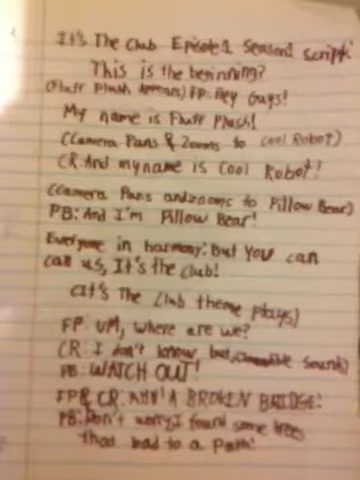 It's The Club Episode 1 Season 1 script:
This is the beginning?
(Fluff Plush Appears) FP: Hey Guys!
My name is Fluff Plush!
(Camera Pans & Zooms to Cool Robot)
CR: And my name is Cool Robot!
(Camera Pans and zooms to Pillow Bear)
PB: And I'm Pillow Bear!
Everyone in harmony: But You can
call us, It's the Club!
(It's The Club theme plays)
FP: UM, where are we?
CR: I don't know, but sounds)
PB: WATCH OUT!
FP & CR: A BROKEN BRIDGE!
PB: Don't worry, I found some trees
that lead to a Path!